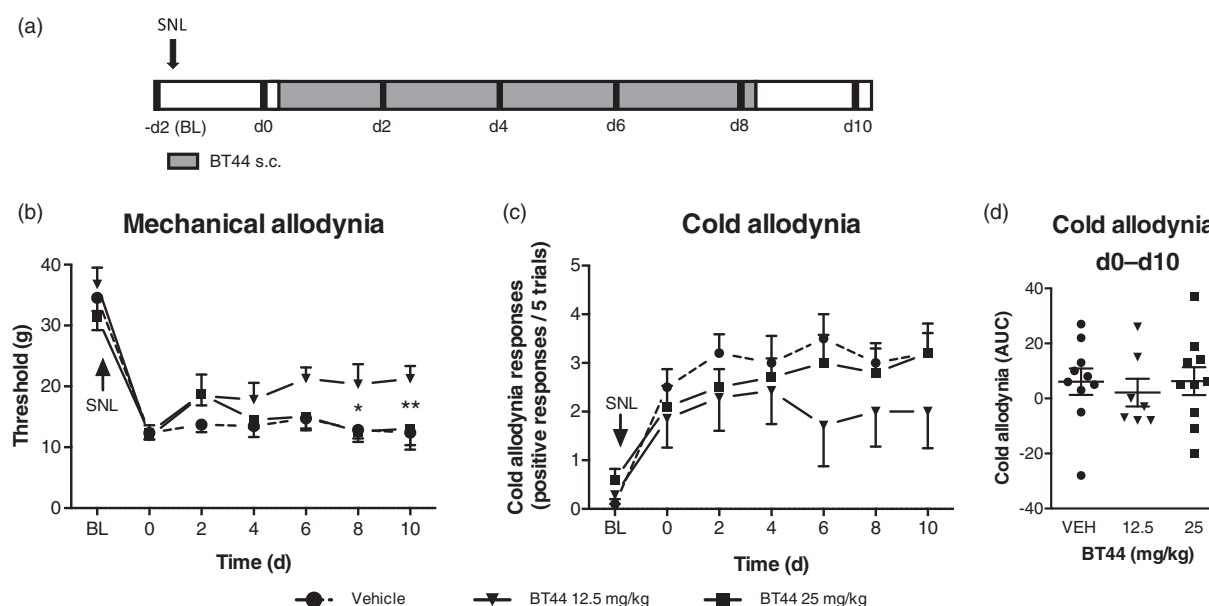 (a)
SNL
-d2 (BL) d0 d2 d4 d6 d8 d10
BT44 s.c.
(b) Mechanical allodynia
Threshold (g)
40
30
20
10
0
SNL
*
**
BL 0 2 4 6 8 10
Time (d)
(c) Cold allodynia
Cold allodynia responses
(positive responses / 5 trials)
5
4
3
2
1
0
SNL
BL 0 2 4 6 8 10
Time (d)
(d) Cold allodynia
d0–d10
Cold allodynia (AUC)
40
20
0
-20
-40
VEH 12.5 25
BT44 (mg/kg)
Vehicle BT44 12.5 mg/kg BT44 25 mg/kg